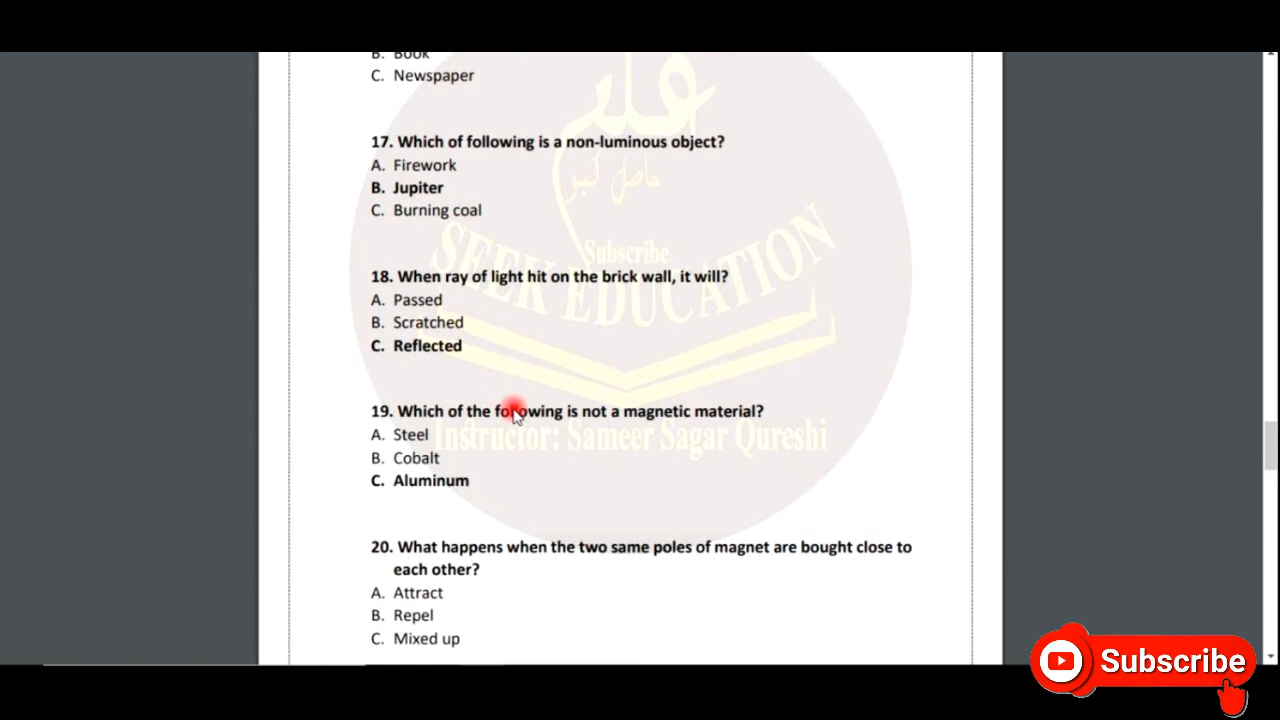 B. Book
C. Newspaper
علم
حاصل کیو
17. Which of following is a non-luminous object?
A. Firework
B. Jupiter
C. Burning coal
Subscribe
SEEK EDUCATION
18. When ray of light hit on the brick wall, it will?
A. Passed
B. Scratched
C. Reflected
19. Which of the following is not a magnetic material?
Instructor: Sameer Sagar Qureshi
A. Steel
B. Cobalt
C. Aluminum
20. What happens when the two same poles of magnet are bought close to
each other?
A. Attract
B. Repel
C. Mixed up
Subscribe